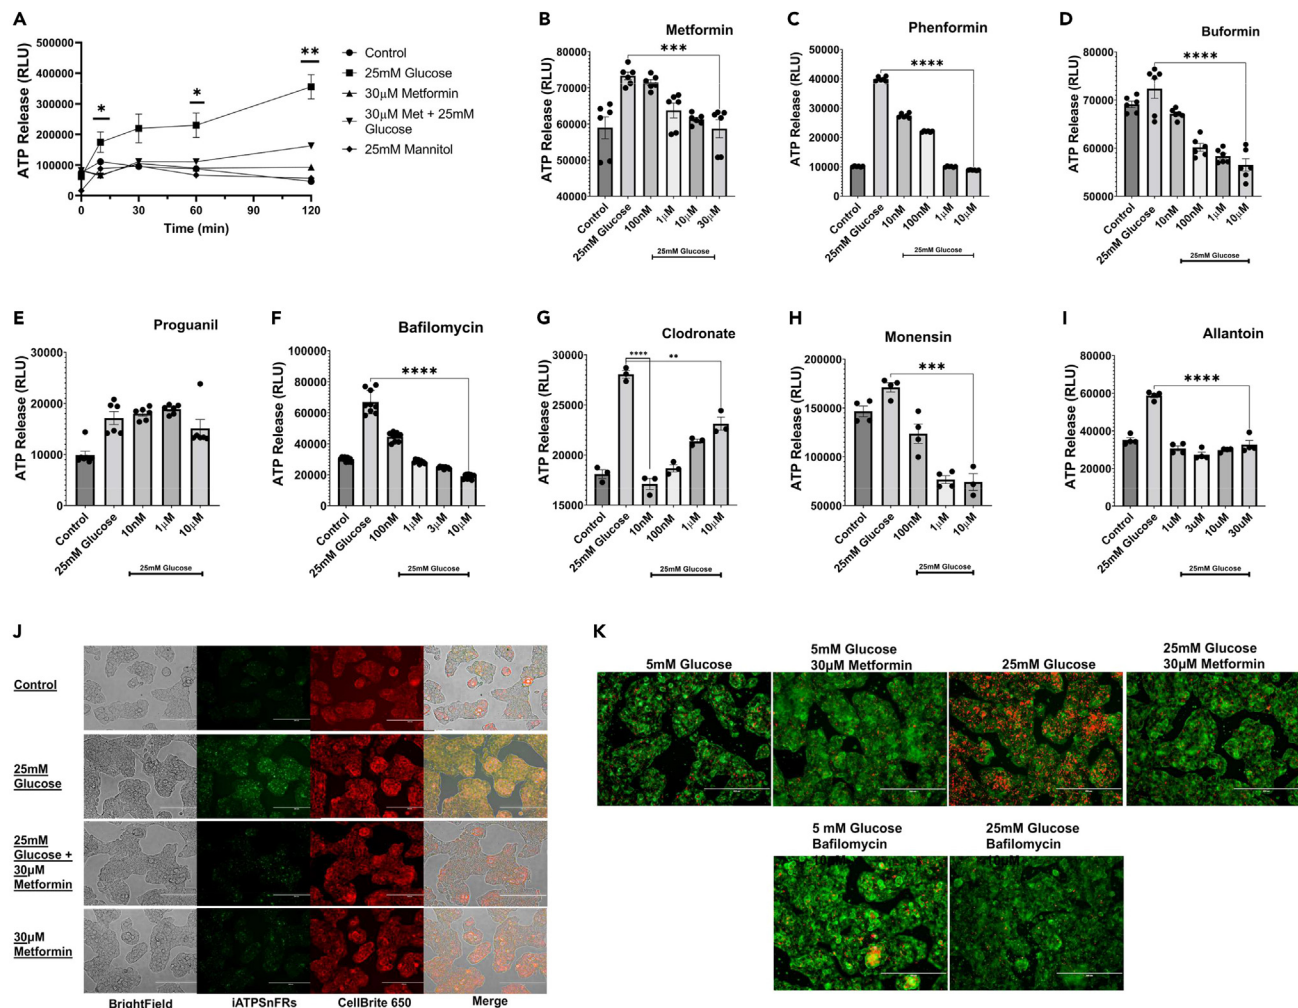 A
ATP Release (RLU)
500000
400000
300000
200000
100000
0
0 30 60 90 120
Time (min)
* * **
Control
25mM Glucose
30μM Metformin
30μM Met + 25mM
Glucose
25mM Mannitol
B
Metformin
***
ATP Release (RLU)
80000
70000
60000
50000
40000
Control
25mM Glucose
100nM
1μM
10μM
30μM
25mM Glucose
C
Phenformin
****
ATP Release (RLU)
50000
40000
30000
20000
10000
0
Control
25mM Glucose
10nM
100nM
1μM
10μM
25mM Glucose
D
Buformin
****
ATP Release (RLU)
80000
70000
60000
50000
Control
25mM Glucose
10nM
100nM
1μM
10μM
25mM Glucose
E
Proguanil
ATP Release (RLU)
30000
20000
10000
0
Control
25mM Glucose
10nM
1μM
10μM
25mM Glucose
F
Bafilomycin
****
ATP Release (RLU)
100000
80000
60000
40000
20000
0
Control
25mM Glucose
100nM
1μM
3μM
10μM
25mM Glucose
G
Clodronate
**** **
ATP Release (RLU)
30000
25000
20000
15000
Control
25mM Glucose
10nM
100nM
1μM
10μM
25mM Glucose
H
Monensin
***
ATP Release (RLU)
200000
150000
100000
50000
Control
25mM Glucose
100nM
1μM
10μM
25mM Glucose
I
Allantoin
****
ATP Release (RLU)
80000
60000
40000
20000
0
Control
25mM Glucose
1uM
3uM
10uM
30uM
25mM Glucose
J
Control
25mM
Glucose
25mM
Glucose +
30μM
Metformin
30μM
Metformin
BrightField iATPSnFRs CellBrite 650 Merge
K
5mM Glucose
5mM Glucose
30μM Metformin
25mM Glucose
25mM Glucose
30μM Metformin
5 mM Glucose
Bafilomycin
25mM Glucose
Bafilomycin